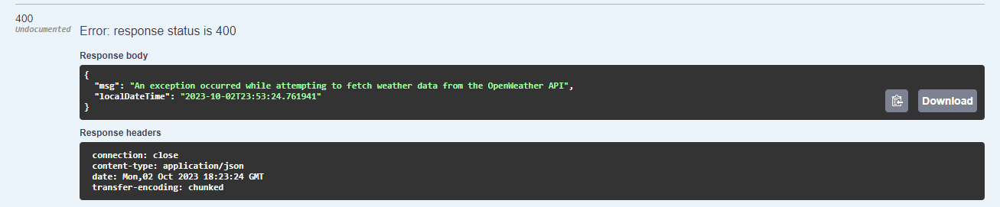 400
Undocumented
Error: response status is 400
Response body
{
"msg": "An exception occurred while attempting to fetch weather data from the OpenWeather API",
"localDateTime": "2023-10-02T23:53:24.761941"
}
Download
Response headers
connection: close
content-type: application/json
date: Mon,02 Oct 2023 18:23:24 GMT
transfer-encoding: chunked